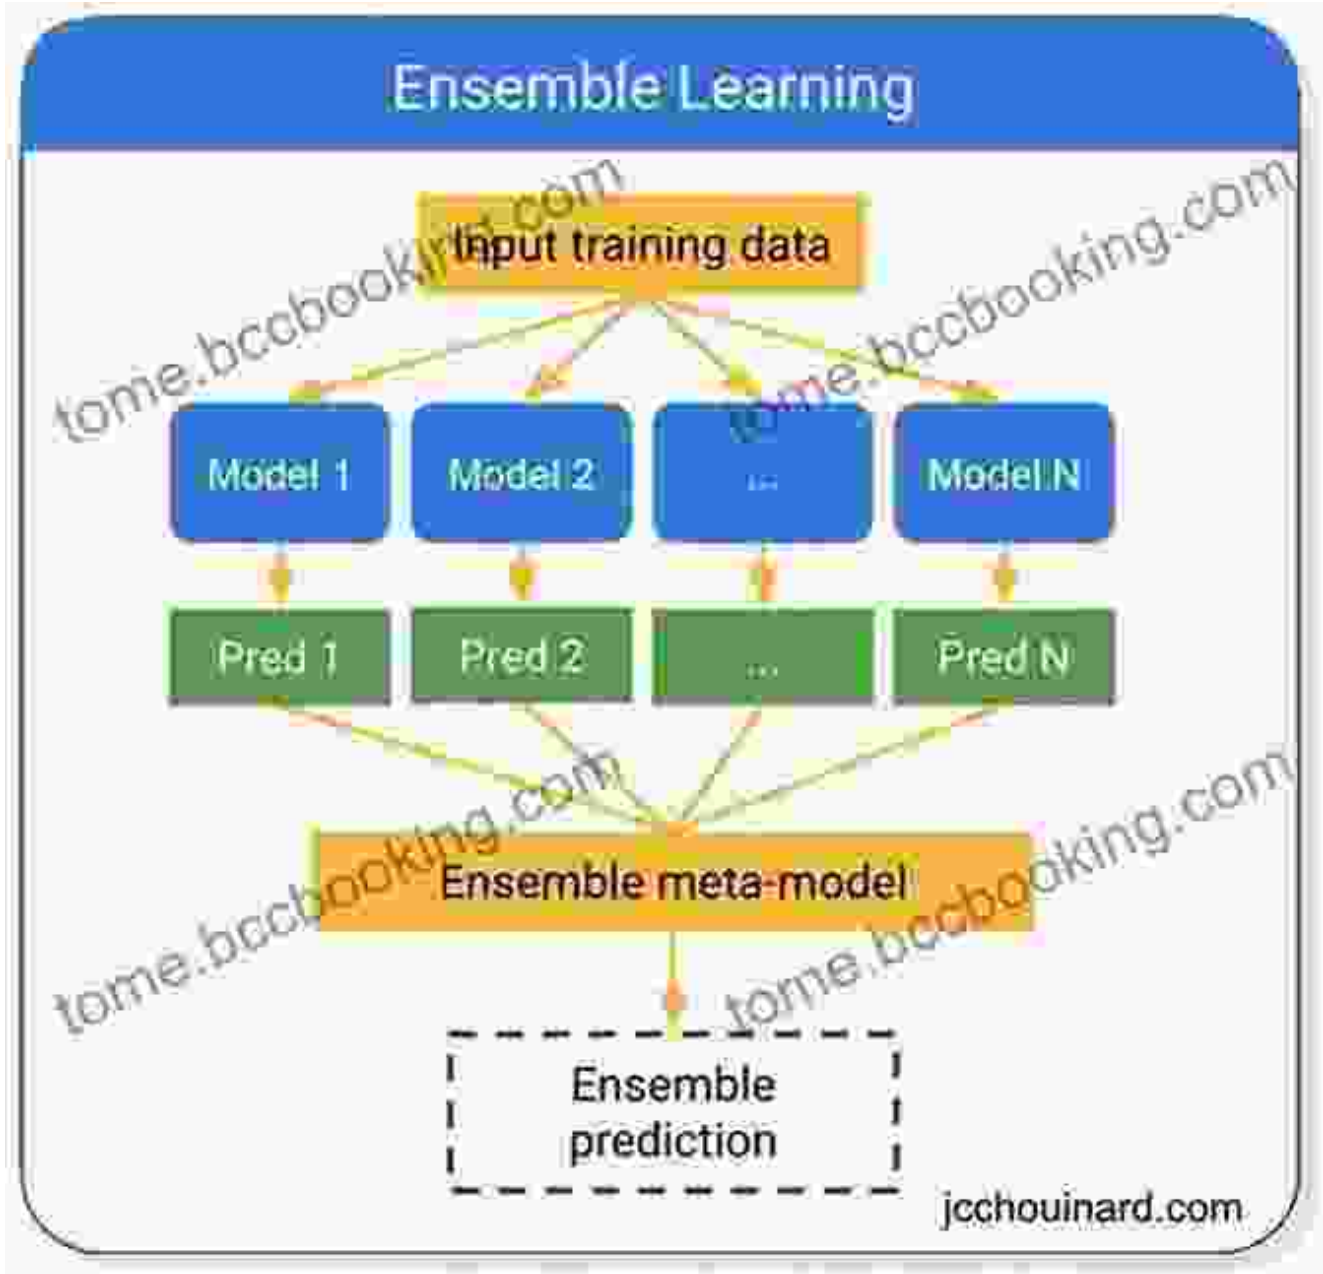 Ensemble Learning
tome.bccbooking.com
tome.bccbooking.com
Input training data
Model 1
Model 2
...
Model N
Pred 1
Pred 2
...
Pred N
tome.bccbooking.com
tome.bccbooking.com
Ensemble meta-model
Ensemble
prediction
jcchouinard.com